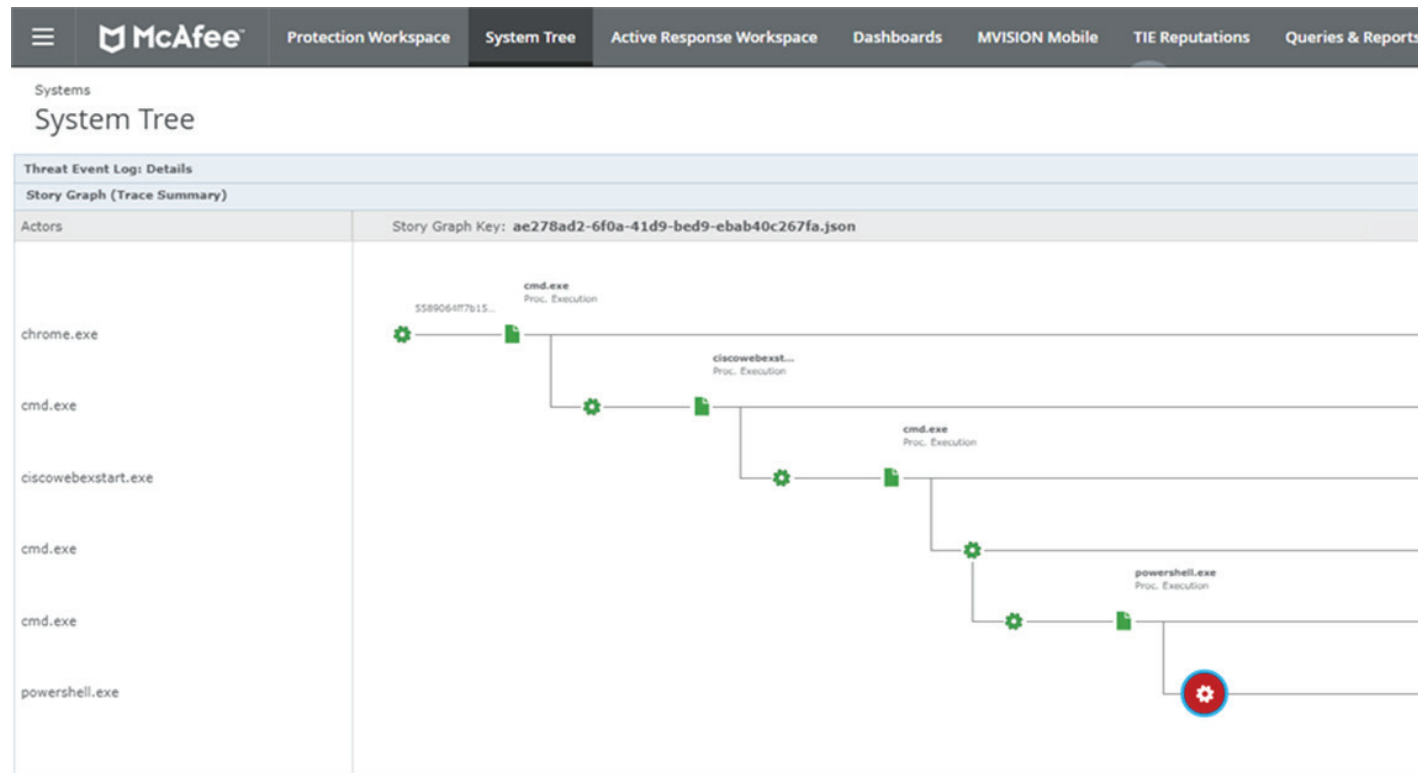 McAfee Protection Workspace System Tree Active Response Workspace Dashboards MVISION Mobile TIE Reputations Queries & Reports
Systems
System Tree
Threat Event Log: Details
Story Graph (Trace Summary)
Actors Story Graph Key: ae278ad2-6f0a-41d9-bed9-ebab40c267fa.json
cmd.exe
Proc. Execution
5589064ff7b15...
chrome.exe
ciscowebexst...
Proc. Execution
cmd.exe
cmd.exe
Proc. Execution
ciscowebexstart.exe
cmd.exe
powershell.exe
Proc. Execution
cmd.exe
powershell.exe